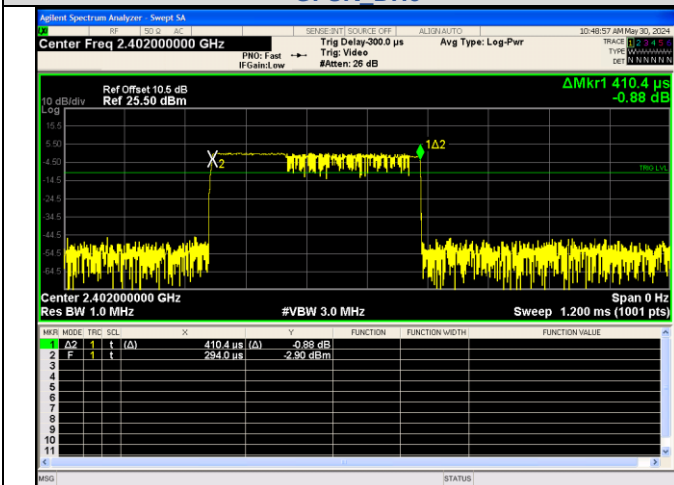 Agilent Spectrum Analyzer - Swept SA
RF 50 Ω AC SENSE:INT SOURCE OFF ALIGN AUTO 10:48:57 AM May 30, 2024
Center Freq 2.402000000 GHz
PNO: Fast
IFGain:Low
Trig Delay-300.0 µs
Trig: Video
#Atten: 26 dB
Avg Type: Log-Pwr
TRACE 1 2 3 4 5 6
TYPE
DET N N N N N N
Ref Offset 10.5 dB
Ref 25.50 dBm
10 dB/div
Log
ΔMkr1 410.4 µs
-0.88 dB
15.5
5.50
-4.50
-14.5
-24.5
-34.5
-44.5
-54.5
-64.5
X2
1Δ2
TRIG LVL
Center 2.402000000 GHz
Span 0 Hz
Res BW 1.0 MHz
#VBW 3.0 MHz
Sweep 1.200 ms (1001 pts)
MKR MODE TRC SCL X Y FUNCTION FUNCTION WIDTH FUNCTION VALUE
1 Δ2 1 t (Δ) 410.4 µs (Δ) -0.88 dB
2 F 1 t 294.0 µs -2.90 dBm
3
4
5
6
7
8
9
10
11
MSG STATUS